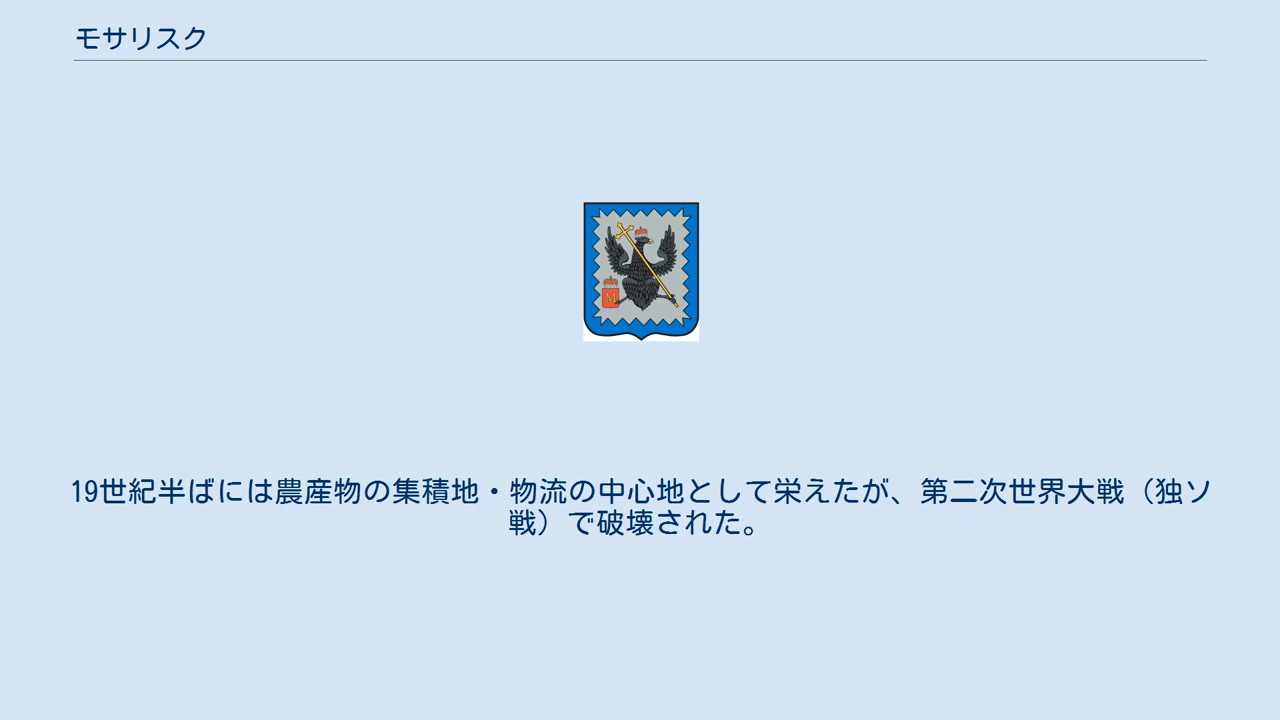 モサリスク
M
19世紀半ばには農産物の集積地・物流の中心地として栄えたが、第二次世界大戦（独ソ
戦）で破壊された。